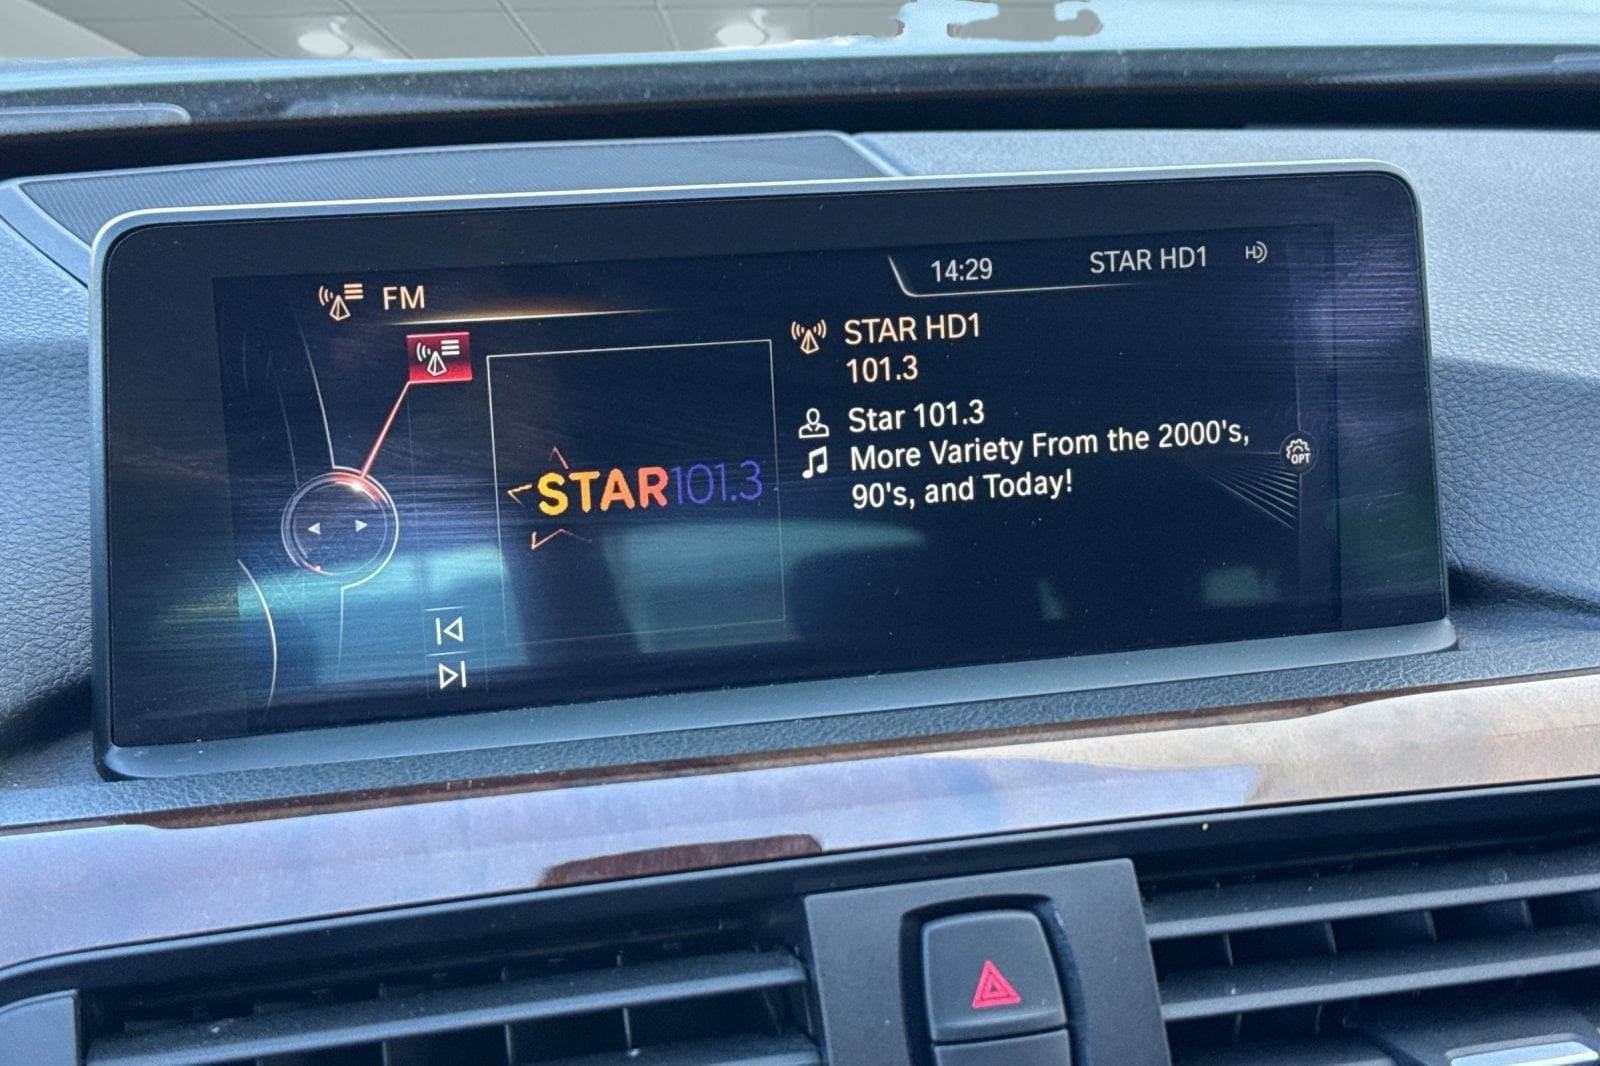 FM
14:29
STAR HD1
HD
STAR101.3
STAR HD1
101.3
Star 101.3
More Variety From the 2000's,
90's, and Today!
OPT